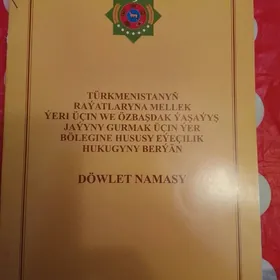 TÜRKMENISTANYŇ
RAÝATLARYNA MELLEK
ÝERI ÜÇIN WE ÖZBAŞDAK ÝAŞAÝYŞ
JAÝYNY GURMAK ÜÇIN ÝER
BÖLEGINE HUSUSY EÝEÇILIK
HUKUGYNY BERÝÄN
DÖWLET NAMASY